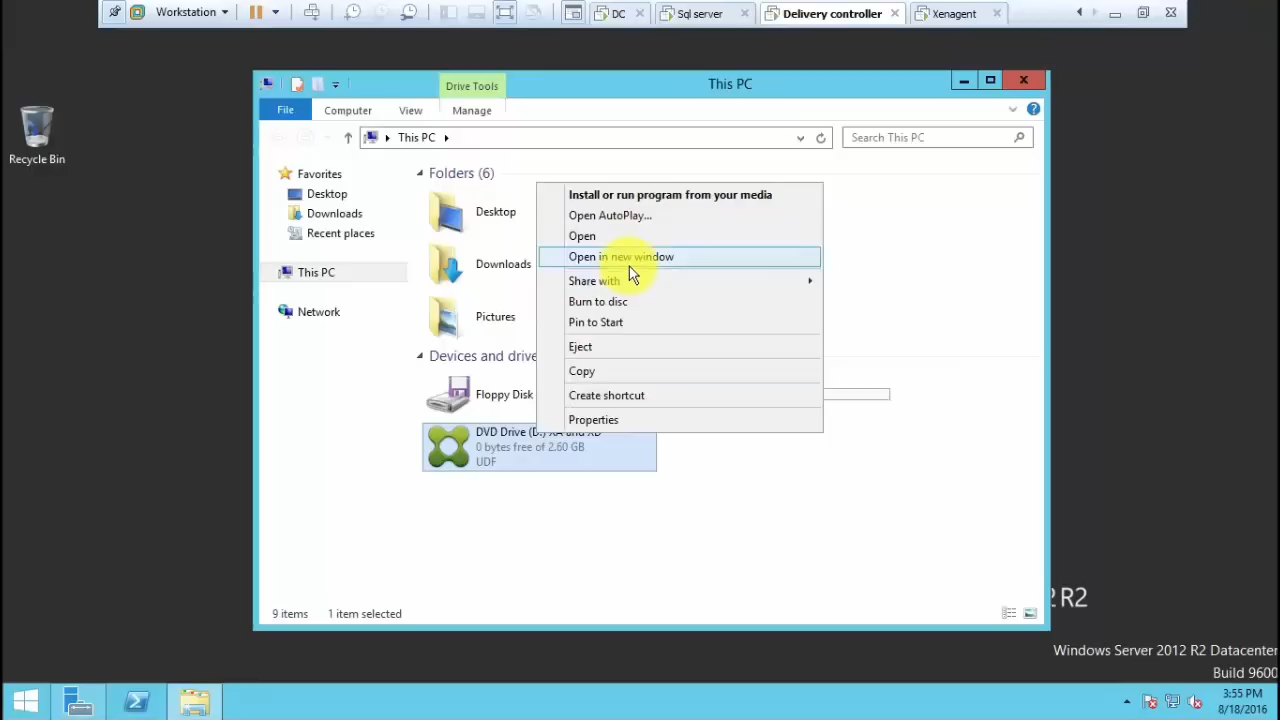 Workstation
DC
Sql server
Delivery controller
Xenagent
Recycle Bin
Drive Tools
This PC
File
Computer
View
Manage
This PC
Search This PC
Favorites
Desktop
Downloads
Recent places
This PC
Network
Folders (6)
Desktop
Downloads
Pictures
Devices and drive
Floppy Disk
DVD Drive (D:) XA and XD
0 bytes free of 2.60 GB
UDF
Install or run program from your media
Open AutoPlay...
Open
Open in new window
Share with
Burn to disc
Pin to Start
Eject
Copy
Create shortcut
Properties
9 items
1 item selected
2 R2
Windows Server 2012 R2 Datacenter
Build 9600
3:55 PM
8/18/2016